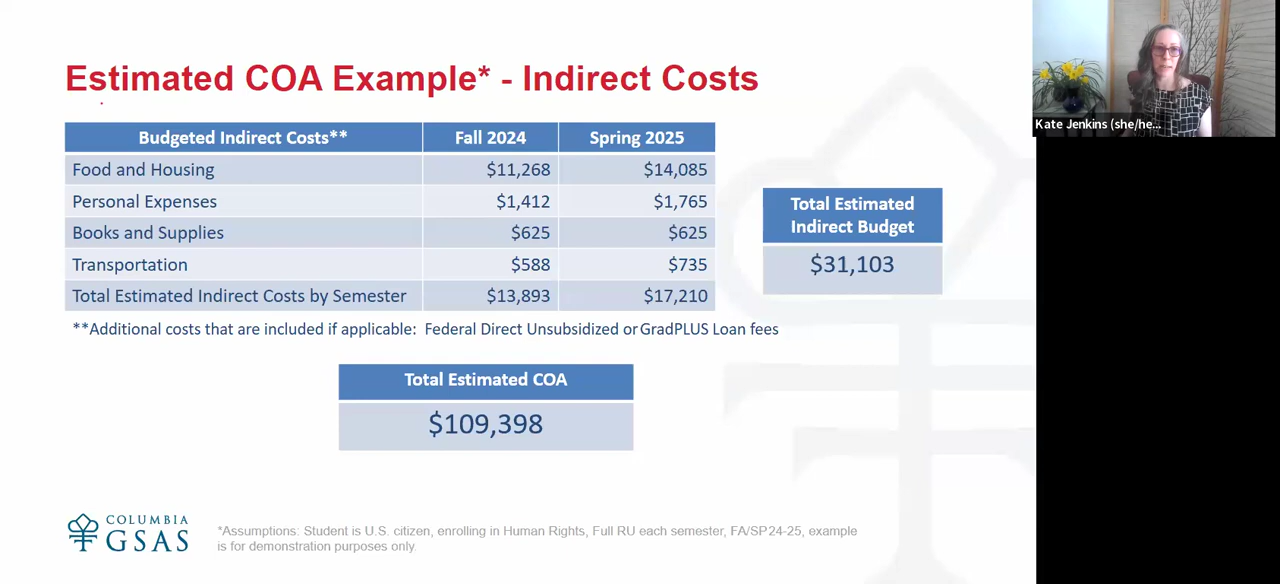 Estimated COA Example* - Indirect Costs
Kate Jenkins (she/he...
Budgeted Indirect Costs** Fall 2024 Spring 2025
Food and Housing $11,268 $14,085
Personal Expenses $1,412 $1,765
Books and Supplies $625 $625
Transportation $588 $735
Total Estimated Indirect Costs by Semester $13,893 $17,210
Total Estimated
Indirect Budget
$31,103
**Additional costs that are included if applicable: Federal Direct Unsubsidized or GradPLUS Loan fees
Total Estimated COA
$109,398
COLUMBIA
GSAS
*Assumptions: Student is U.S. citizen, enrolling in Human Rights, Full RU each semester, FA/SP24-25, example
is for demonstration purposes only.